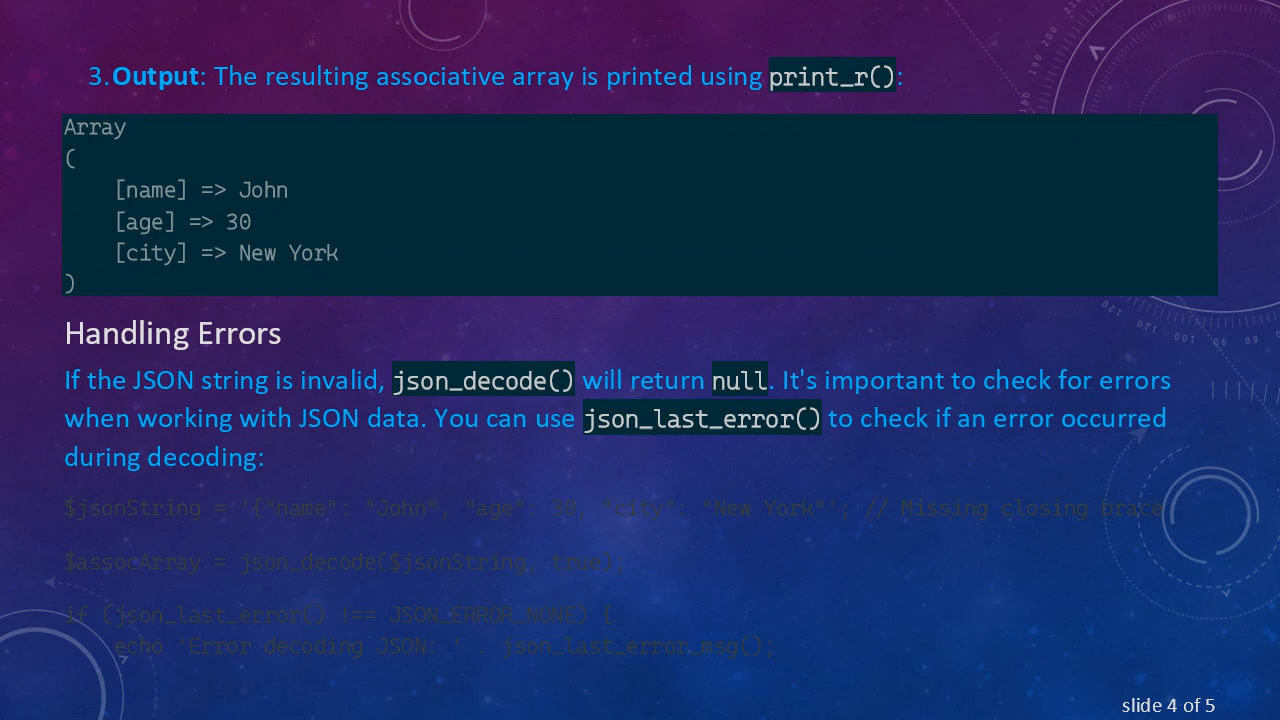 3.Output: The resulting associative array is printed using print_r():
Array
(
    [name] => John
    [age] => 30
    [city] => New York
)
Handling Errors
If the JSON string is invalid, json_decode() will return null. It's important to check for errors
when working with JSON data. You can use json_last_error() to check if an error occurred
during decoding:
$jsonString = '{"name": "John", "age": 30, "city": "New York"'; // Missing closing brace
$assocArray = json_decode($jsonString, true);
if (json_last_error() !== JSON_ERROR_NONE) {
    echo 'Error decoding JSON: ' . json_last_error_msg();
slide 4 of 5